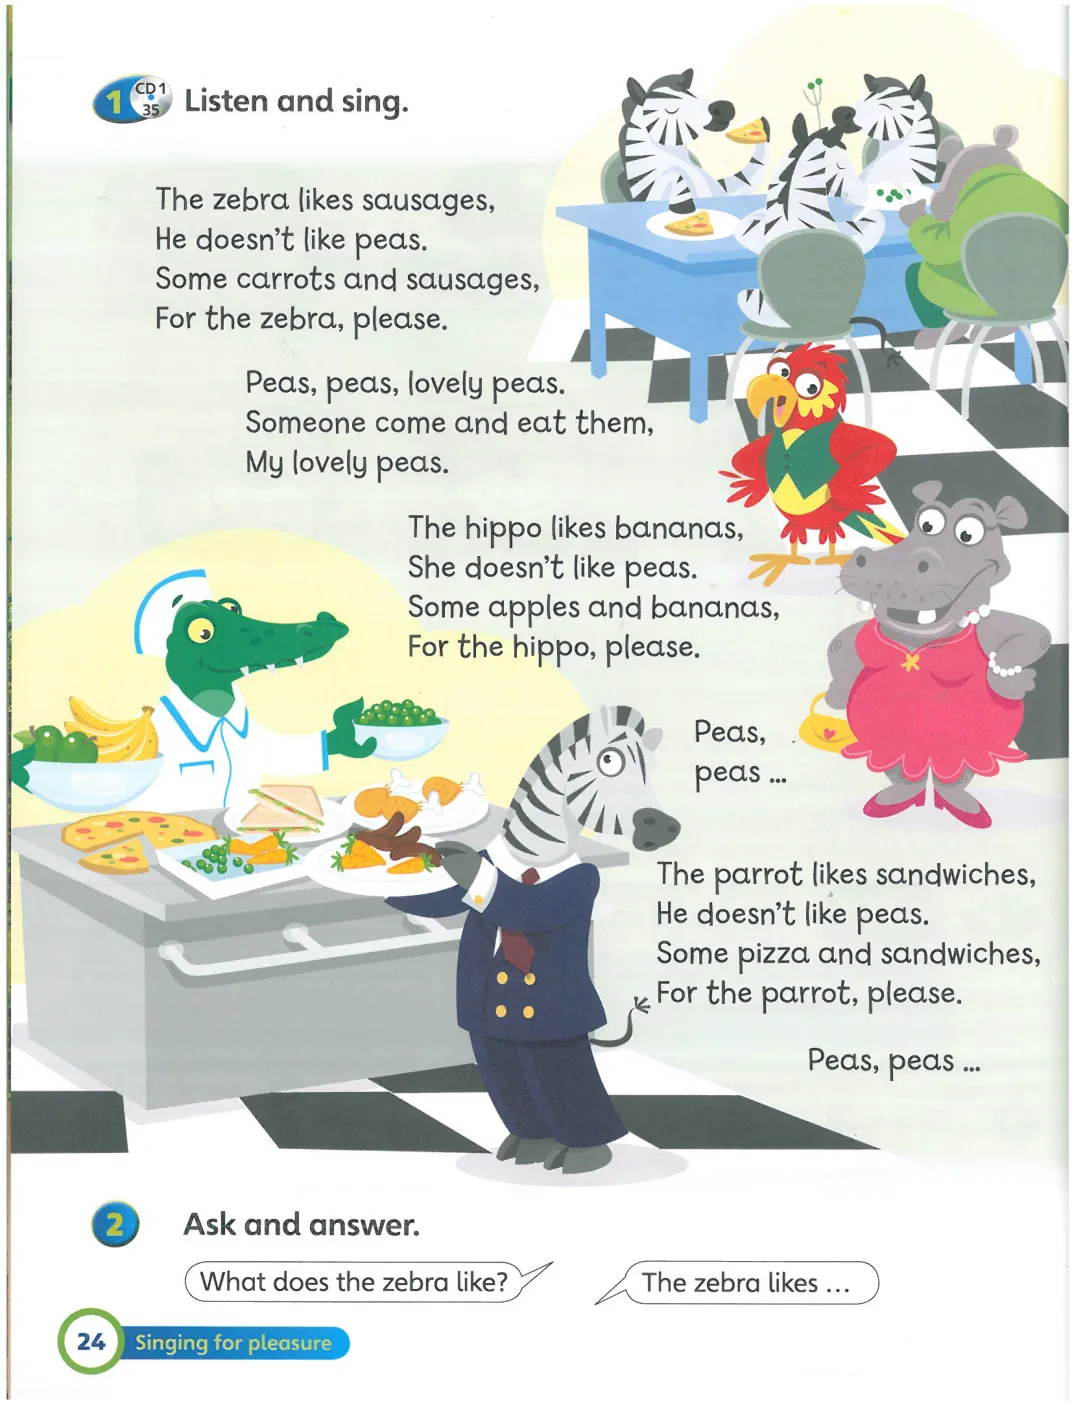 1 CD1 35 Listen and sing.
The zebra likes sausages,
He doesn't like peas.
Some carrots and sausages,
For the zebra, please.
Peas, peas, lovely peas.
Someone come and eat them,
My lovely peas.
The hippo likes bananas,
She doesn't like peas.
Some apples and bananas,
For the hippo, please.
Peas,
peas ...
The parrot likes sandwiches,
He doesn't like peas.
Some pizza and sandwiches,
For the parrot, please.
Peas, peas ...
2 Ask and answer.
What does the zebra like?
The zebra likes ...
24 Singing for pleasure